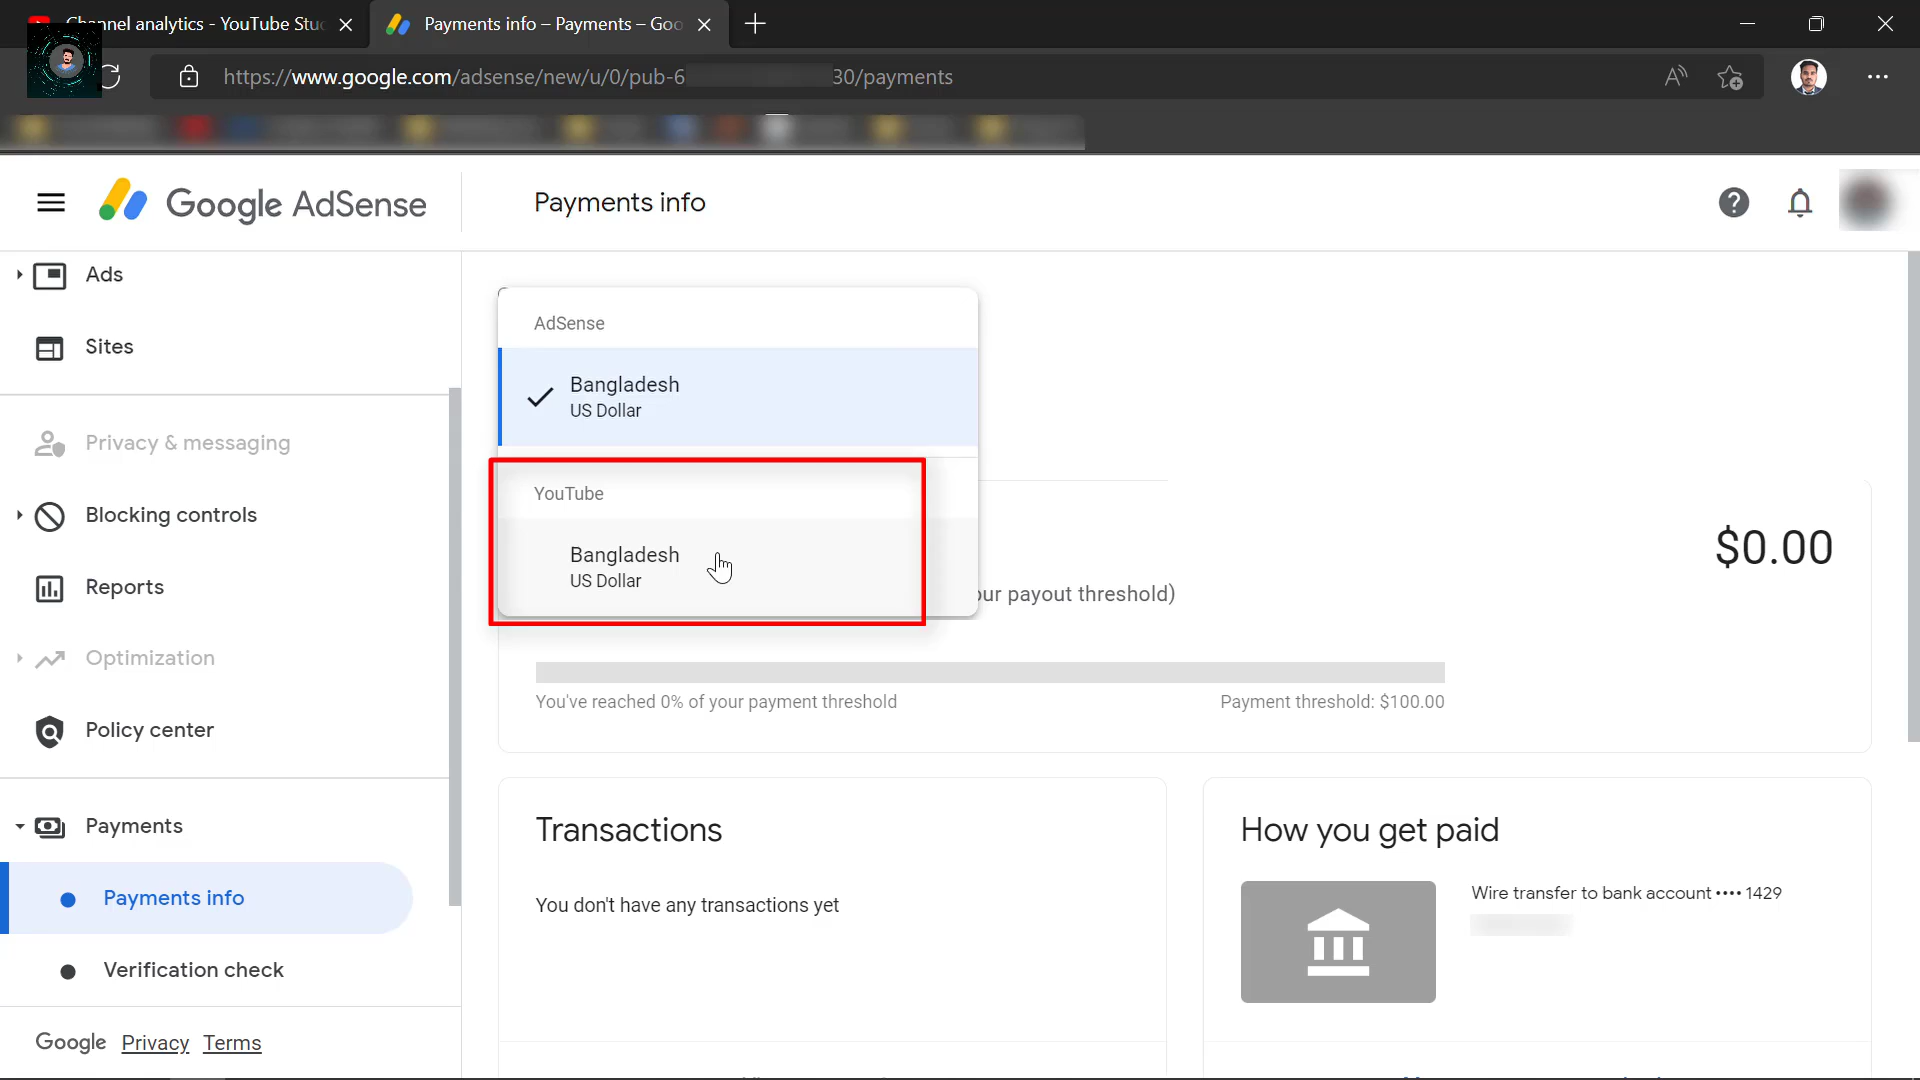 Channel analytics - YouTube Stu
Payments info – Payments – Goo
https://www.google.com/adsense/new/u/0/pub-6 30/payments
Google AdSense
Payments info
Ads
Sites
Privacy & messaging
Blocking controls
Reports
Optimization
Policy center
Payments
Payments info
Verification check
Google Privacy Terms
AdSense
Bangladesh
US Dollar
YouTube
Bangladesh
US Dollar
$0.00
our payout threshold)
You've reached 0% of your payment threshold
Payment threshold: $100.00
Transactions
You don't have any transactions yet
How you get paid
Wire transfer to bank account •••• 1429